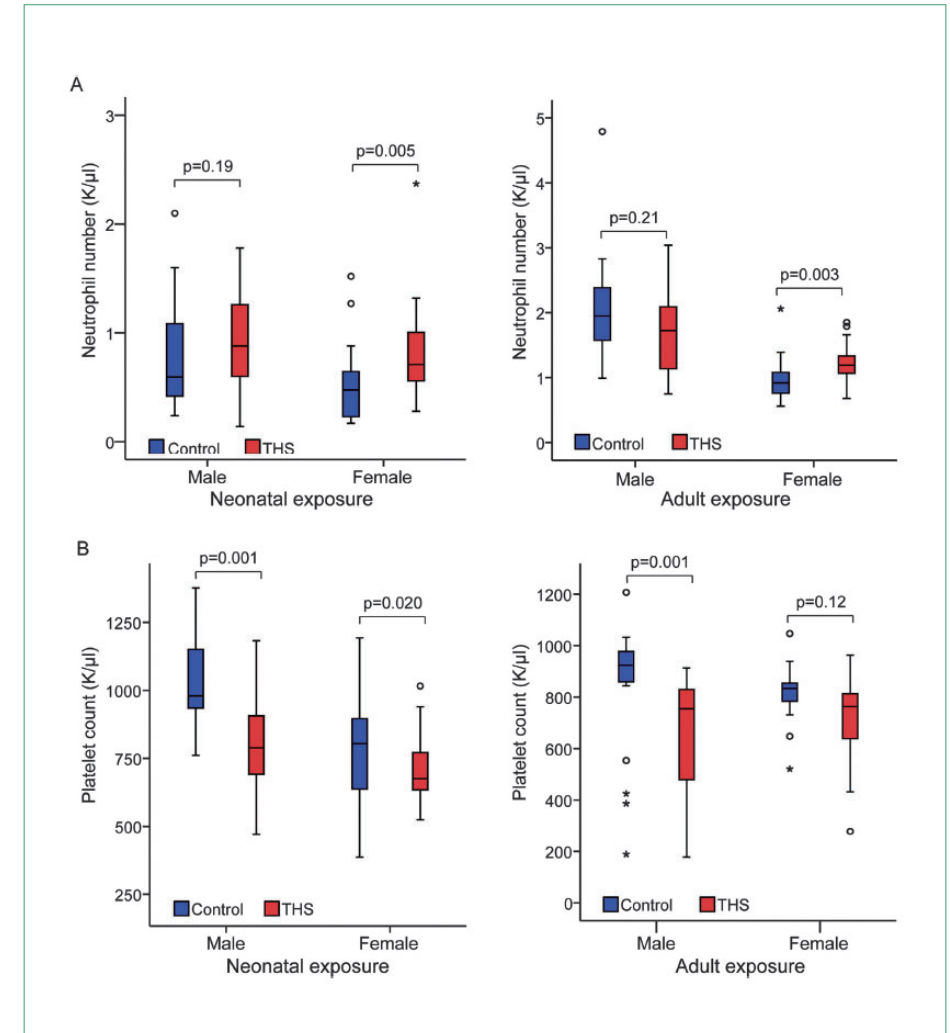 A
Neutrophil number (K/µl)
3
2
1
0
p=0.19
p=0.005
*
Control
THS
Male
Female
Neonatal exposure
Neutrophil number (K/µl)
5
4
3
2
1
0
p=0.21
p=0.003
*
Control
THS
Male
Female
Adult exposure
B
Platelet count (K/µl)
1250
1000
750
500
250
p=0.001
p=0.020
Control
THS
Male
Female
Neonatal exposure
Platelet count (K/µl)
1200
1000
800
600
400
200
0
p=0.001
p=0.12
*
*
*
*
Control
THS
Male
Female
Adult exposure